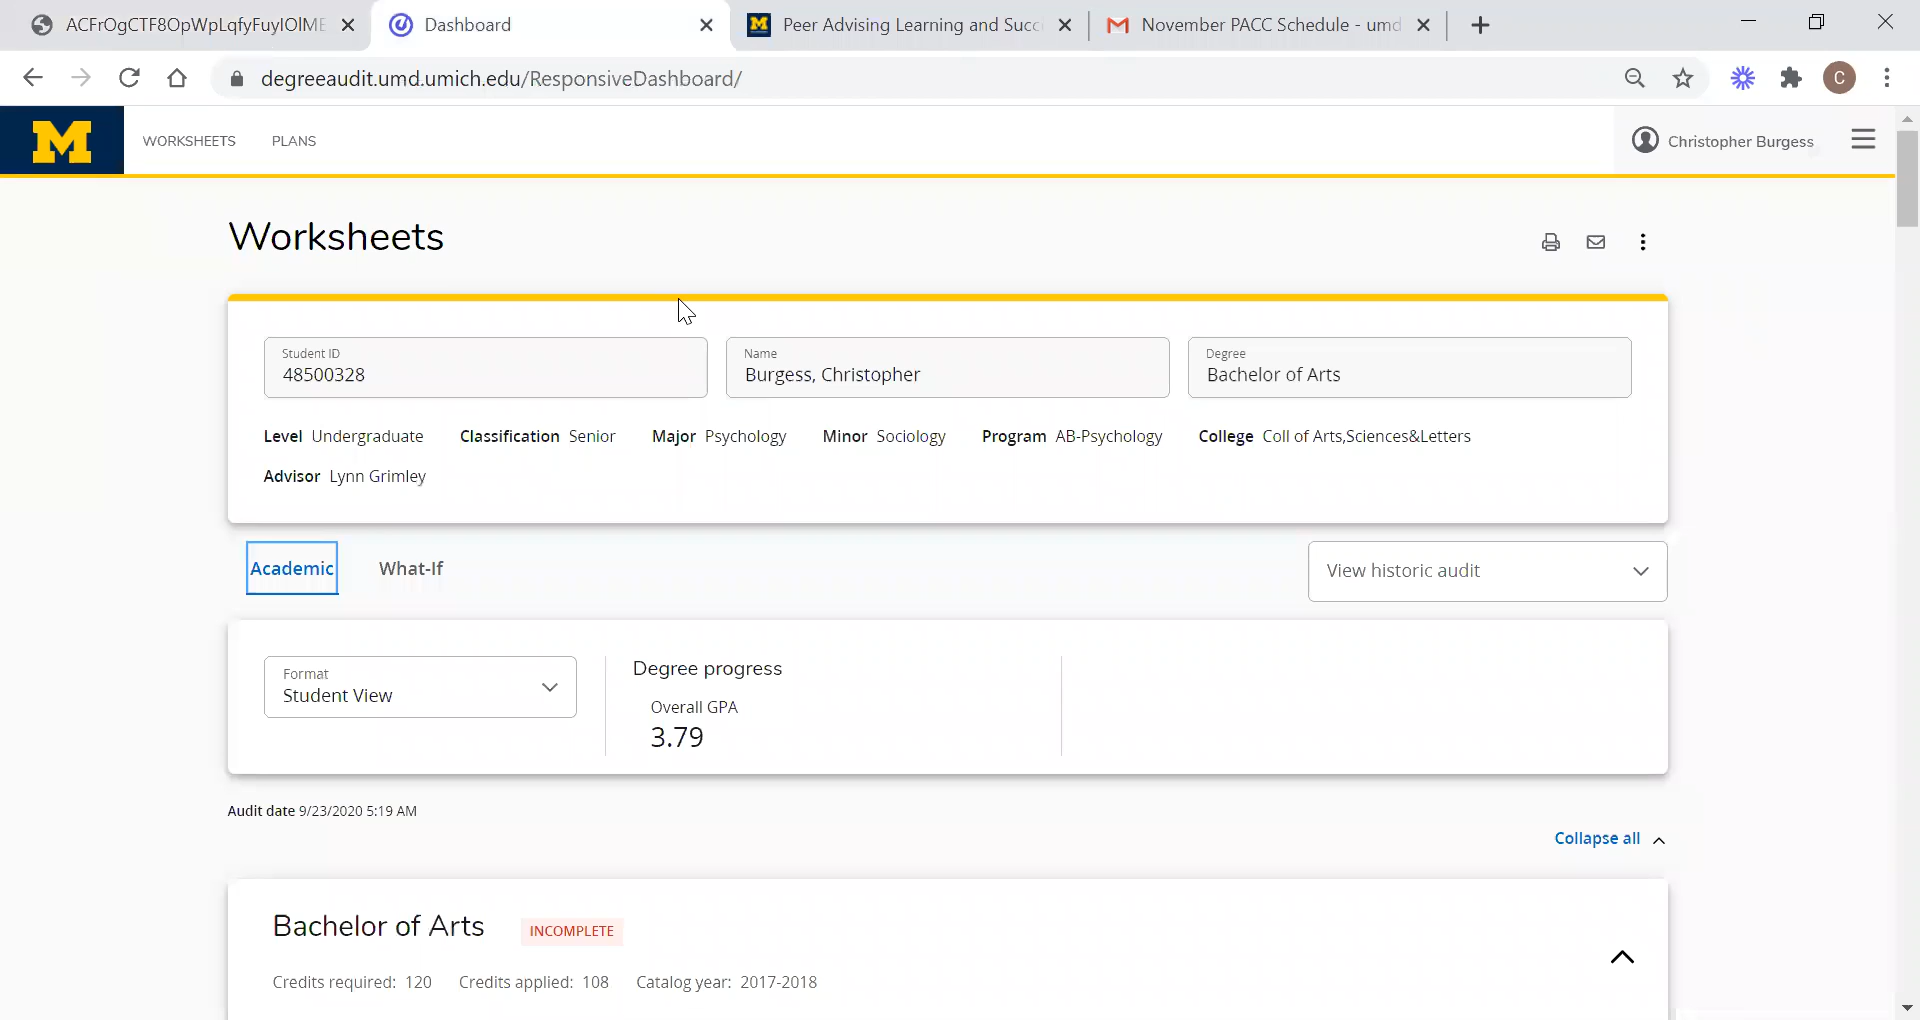 ACFrOgCTF8OpWpLqfyFuyIOlME
Dashboard
M Peer Advising Learning and Succ
November PACC Schedule - umd
degreeaudit.umd.umich.edu/ResponsiveDashboard/
C
M
WORKSHEETS
PLANS
Christopher Burgess
Worksheets
Student ID
48500328
Name
Burgess, Christopher
Degree
Bachelor of Arts
Level Undergraduate Classification Senior Major Psychology Minor Sociology Program AB-Psychology College Coll of Arts,Sciences&Letters
Advisor Lynn Grimley
Academic
What-If
View historic audit
Format
Student View
Degree progress
Overall GPA
3.79
Audit date 9/23/2020 5:19 AM
Collapse all
Bachelor of Arts
INCOMPLETE
Credits required: 120 Credits applied: 108 Catalog year: 2017-2018